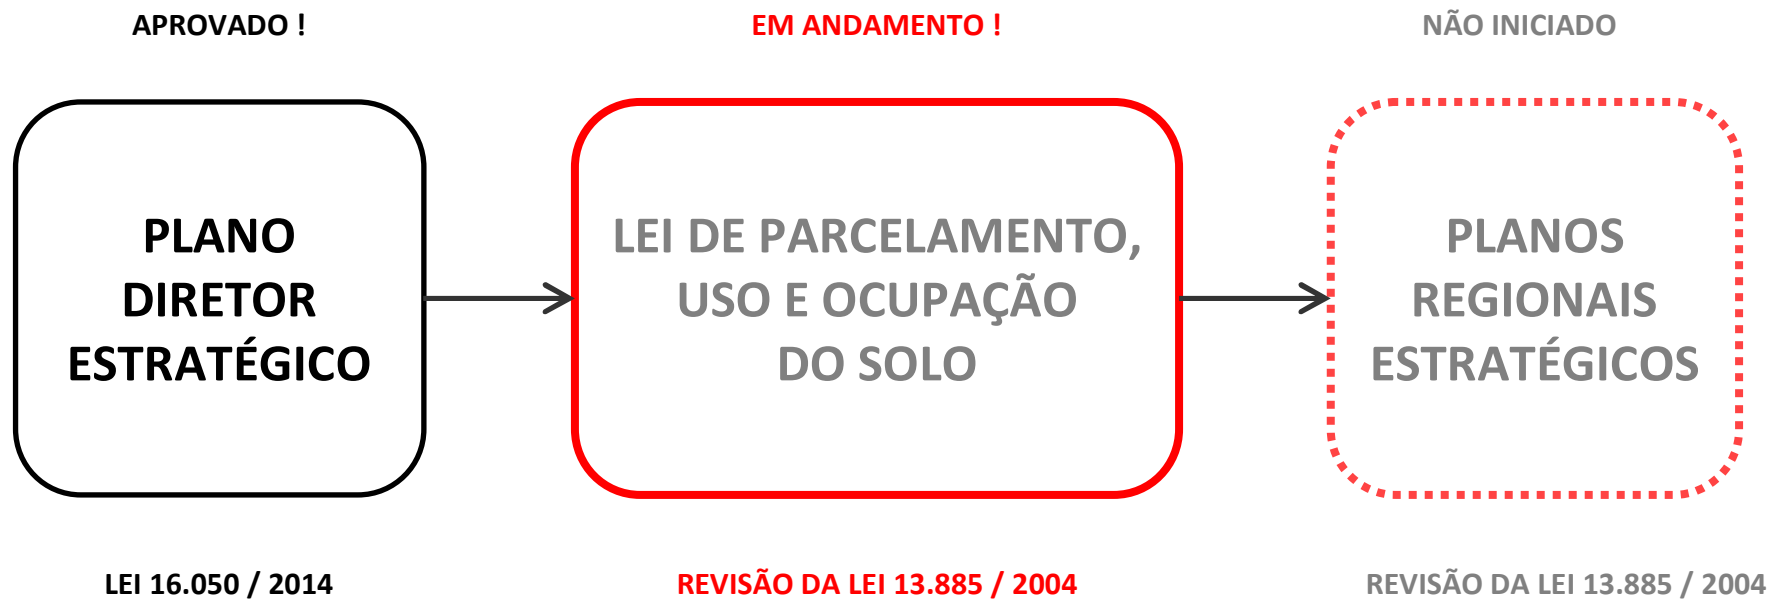 APROVADO !
EM ANDAMENTO !
NÃO INICIADO
PLANO
DIRETOR
ESTRATÉGICO
LEI DE PARCELAMENTO,
USO E OCUPAÇÃO
DO SOLO
PLANOS
REGIONAIS
ESTRATÉGICOS
LEI 16.050 / 2014
REVISÃO DA LEI 13.885 / 2004
REVISÃO DA LEI 13.885 / 2004